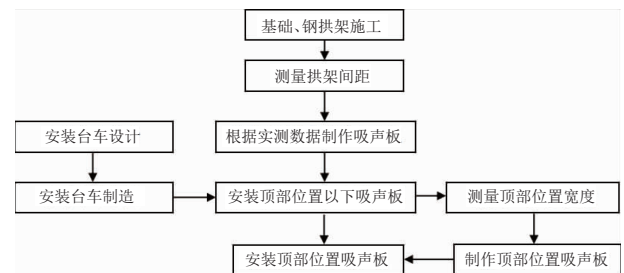 基础、钢拱架施工
测量拱架间距
安装台车设计
根据实测数据制作吸声板
安装台车制造
安装顶部位置以下吸声板
测量顶部位置宽度
安装顶部位置吸声板
制作顶部位置吸声板